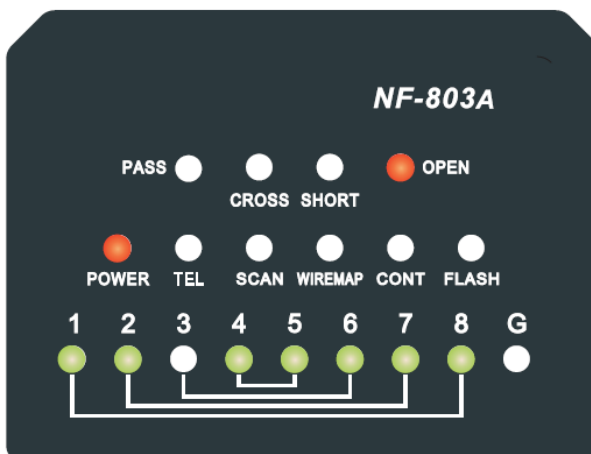 NF-803A
PASS OPEN
CROSS SHORT
POWER TEL SCAN WIREMAP CONT FLASH
1 2 3 4 5 6 7 8 G